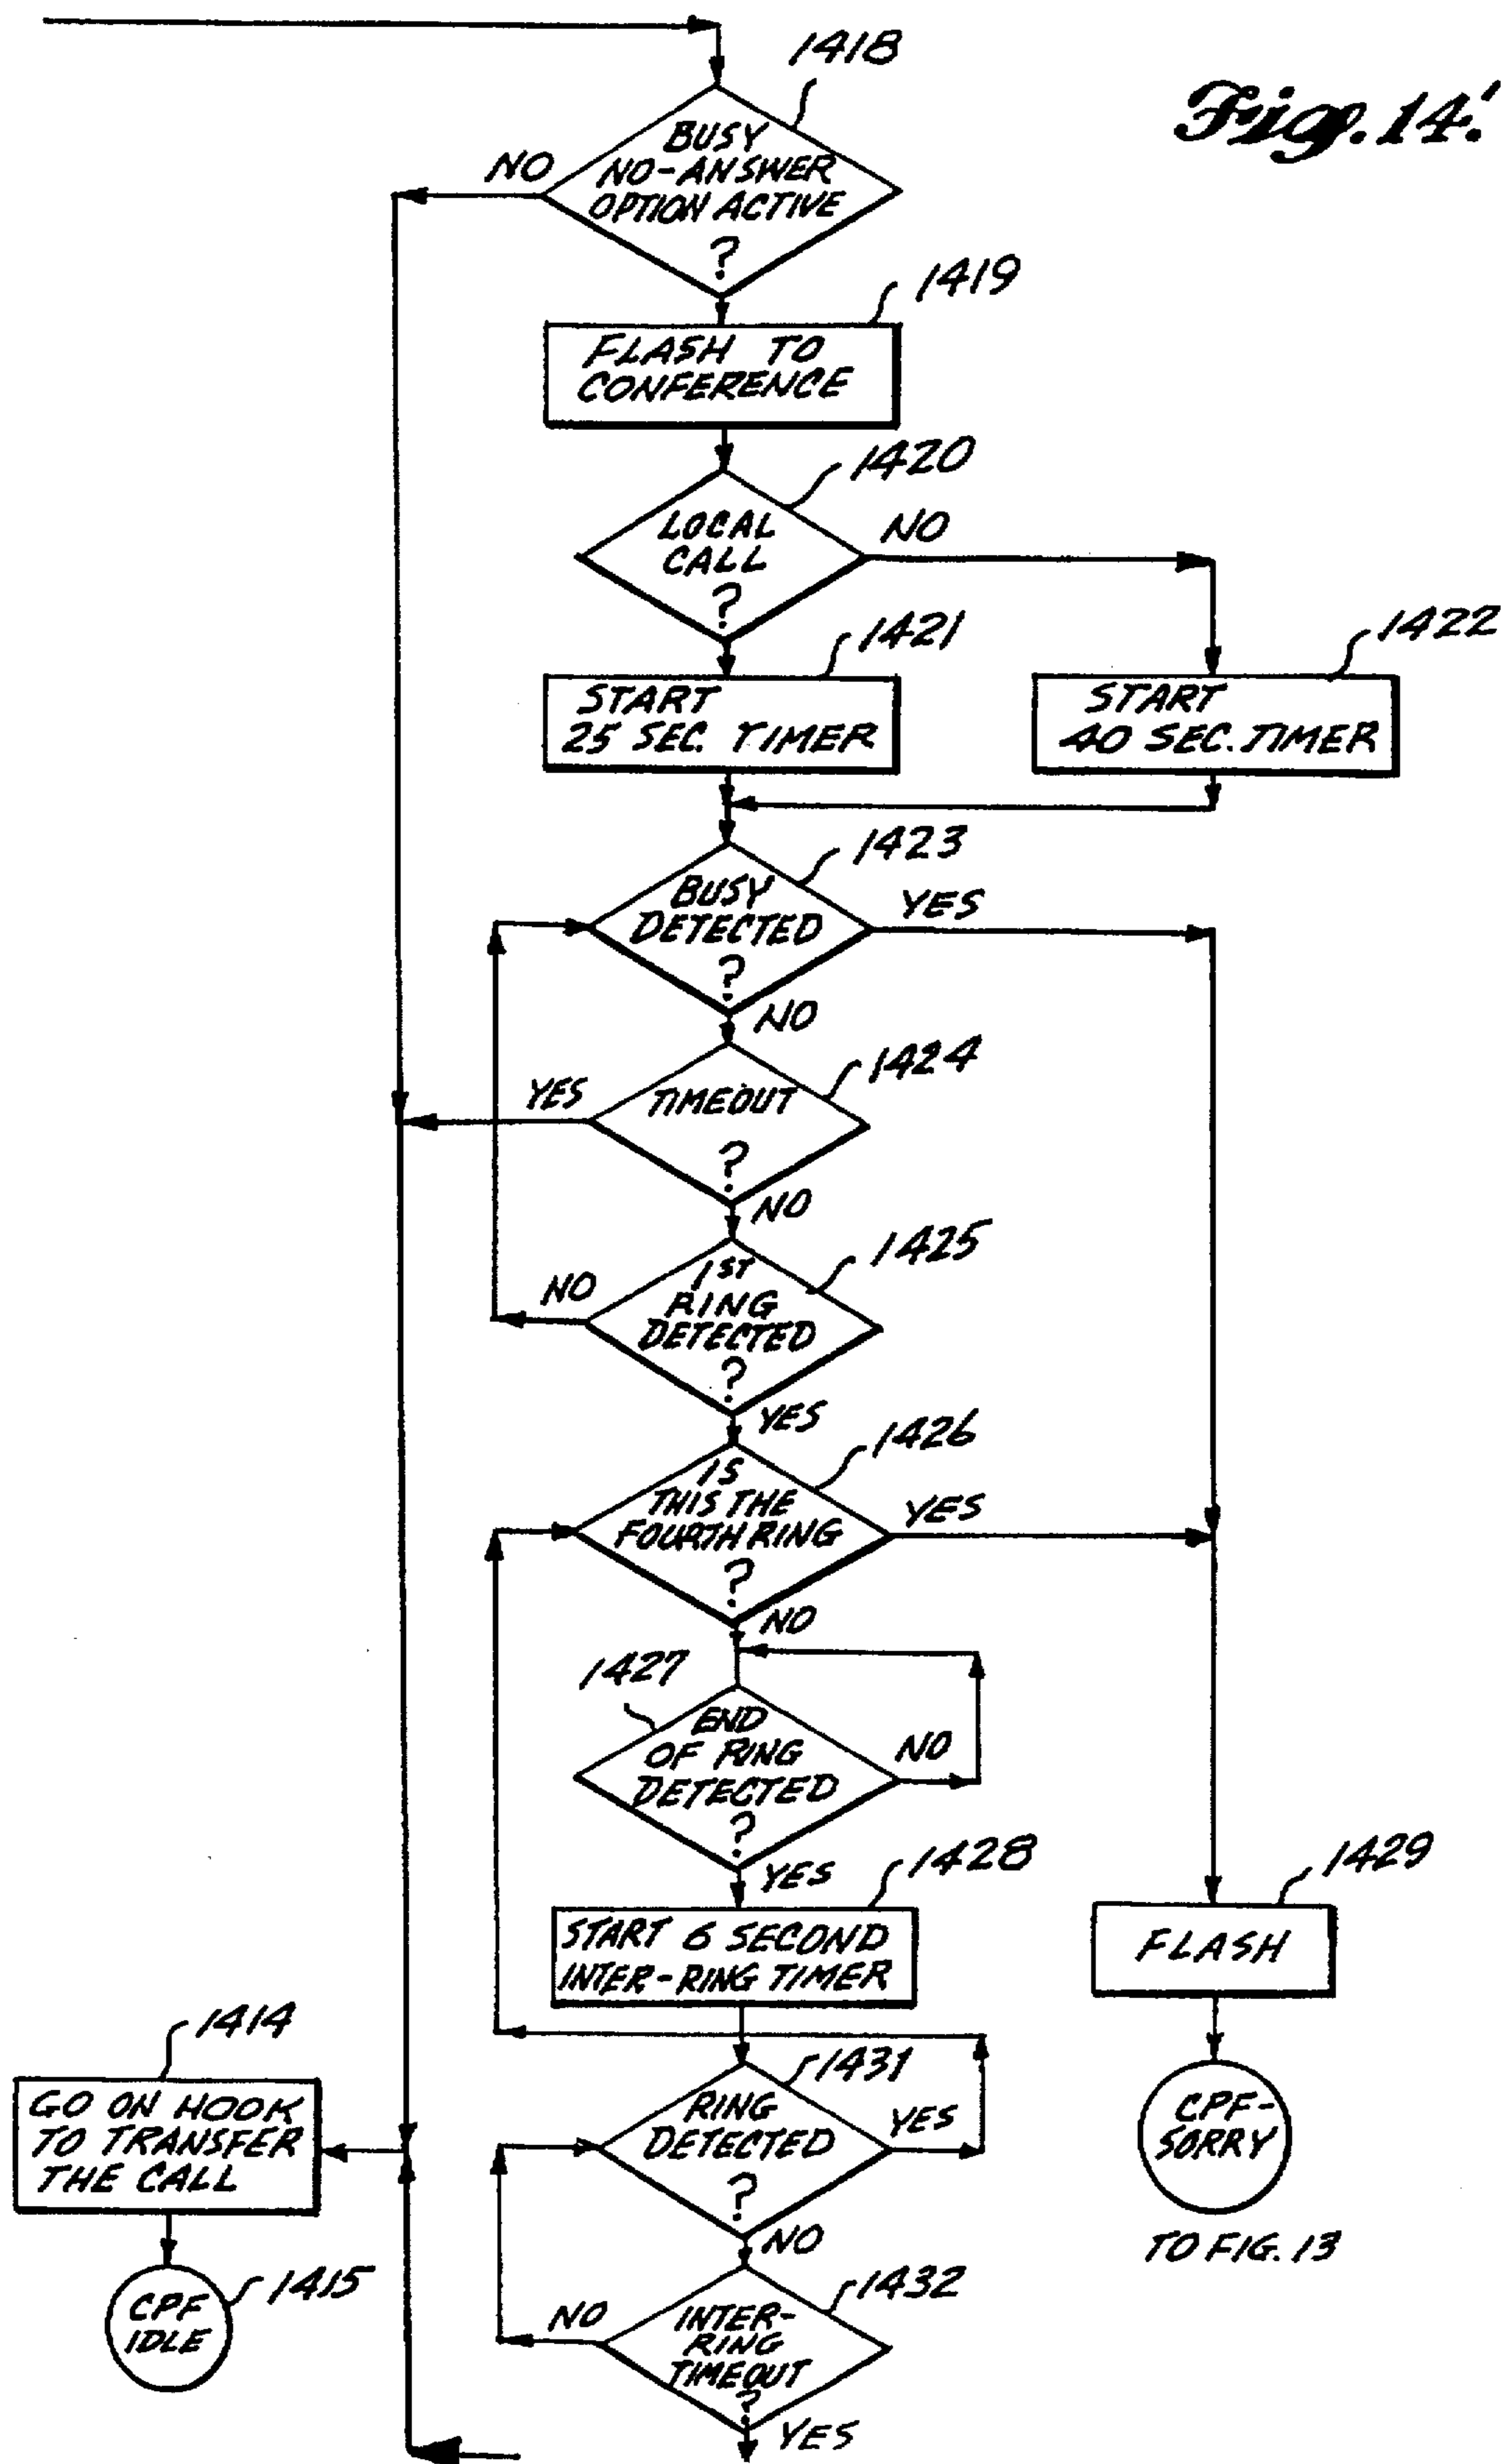 Fig. 14.'
1418
BUSY
NO-ANSWER
OPTION ACTIVE
?
NO
1419
FLASH TO
CONFERENCE
1420
LOCAL
CALL
?
NO
1421
START
25 SEC. TIMER
1422
START
40 SEC. TIMER
1423
BUSY
DETECTED
?
YES
NO
1424
TIMEOUT
?
YES
NO
1425
1ST
RING
DETECTED
?
NO
YES
1426
IS
THIS THE
FOURTH RING
?
YES
NO
1427
END
OF RING
DETECTED
?
NO
YES
1428
START 6 SECOND
INTER-RING TIMER
1429
FLASH
CPF-
SORRY
TO FIG. 13
1414
GO ON HOOK
TO TRANSFER
THE CALL
1415
CPF
IDLE
1431
RING
DETECTED
?
YES
NO
1432
INTER-
RING
TIMEOUT
?
NO
YES